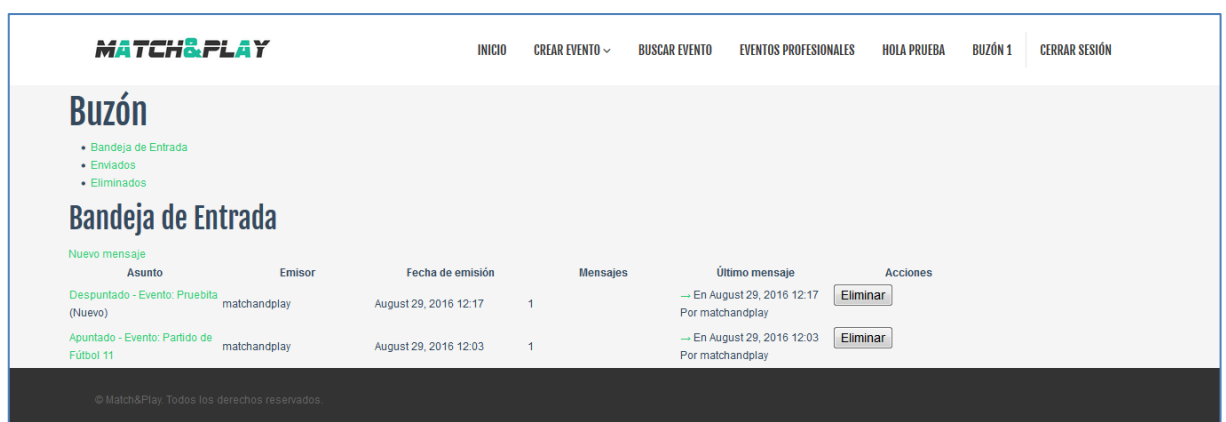 MATCH&PLAY INICIO CREAR EVENTO BUSCAR EVENTO EVENTOS PROFESIONALES HOLA PRUEBA BUZÓN 1 CERRAR SESIÓN
Buzón
• Bandeja de Entrada
• Enviados
• Eliminados
Bandeja de Entrada
Nuevo mensaje
Asunto Emisor Fecha de emisión Mensajes Último mensaje Acciones
Despuntado - Evento: Pruebita matchandplay August 29, 2016 12:17 1 → En August 29, 2016 12:17 Eliminar
(Nuevo) Por matchandplay
Apuntado - Evento: Partido de matchandplay August 29, 2016 12:03 1 → En August 29, 2016 12:03 Eliminar
Fútbol 11 Por matchandplay
© Match&Play. Todos los derechos reservados.